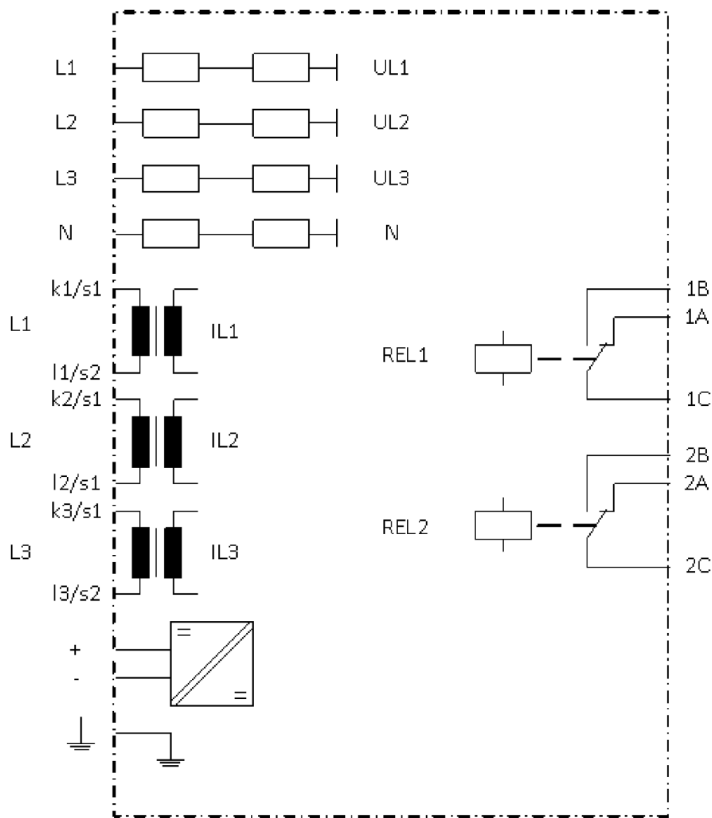 L1 UL1
L2 UL2
L3 UL3
N N
k1/s1 1B
1A
L1 IL1
REL1
l1/s2
k2/s1 1C
L2 IL2
2B
l2/s2 2A
k3/s1
REL2
L3 IL3
2C
l3/s2
+
-